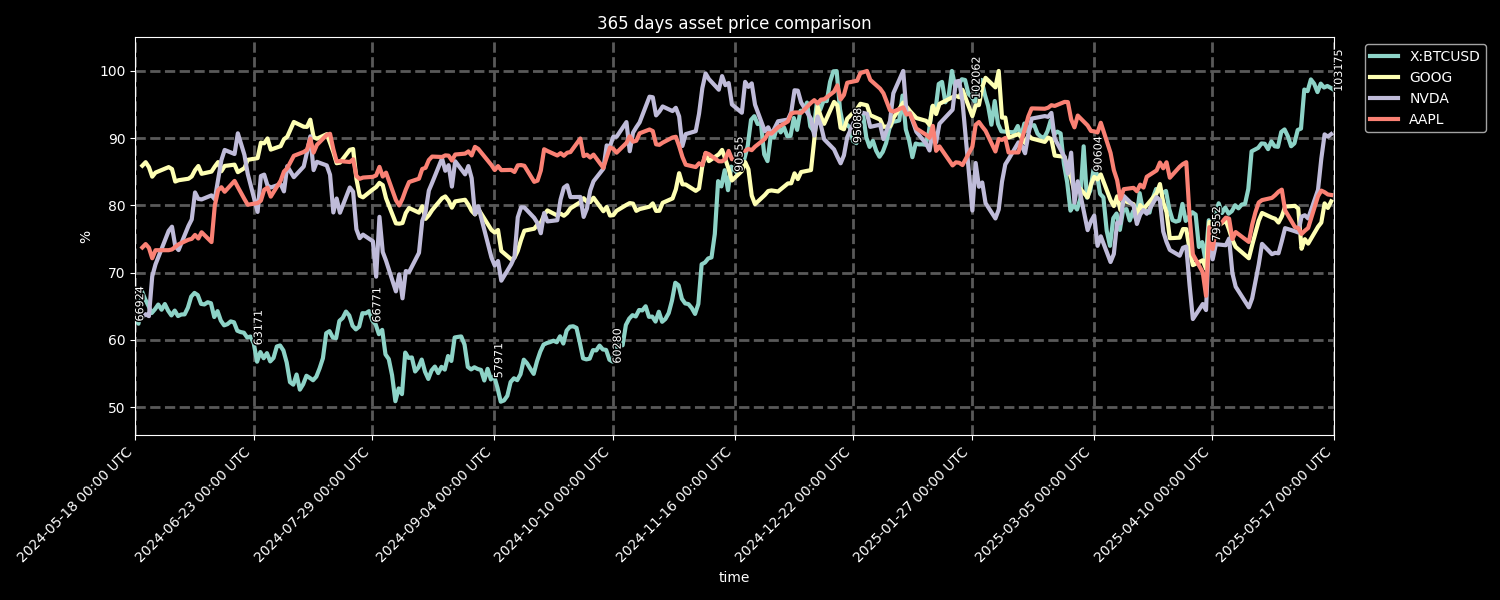 365 days asset price comparison
X:BTCUSD
GOOG
NVDA
AAPL
100
90
80
70
60
50
%
66924
63171
66771
57971
60280
90555
95088
102062
90604
79552
103175
2024-05-18 00:00 UTC
2024-06-23 00:00 UTC
2024-07-29 00:00 UTC
2024-09-04 00:00 UTC
2024-10-10 00:00 UTC
2024-11-16 00:00 UTC
2024-12-22 00:00 UTC
2025-01-27 00:00 UTC
2025-03-05 00:00 UTC
2025-04-10 00:00 UTC
2025-05-17 00:00 UTC
time